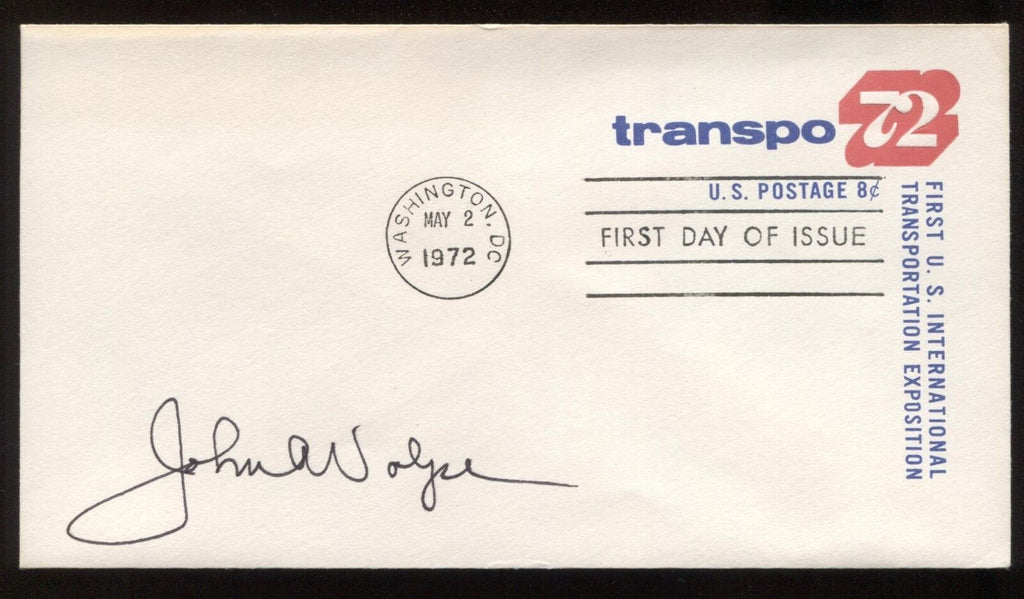 transpo 72
U.S. POSTAGE 8¢
FIRST DAY OF ISSUE
FIRST U. S. INTERNATIONAL
TRANSPORTATION EXPOSITION
WASHINGTON, DC
MAY 2
1972
John A Volpe